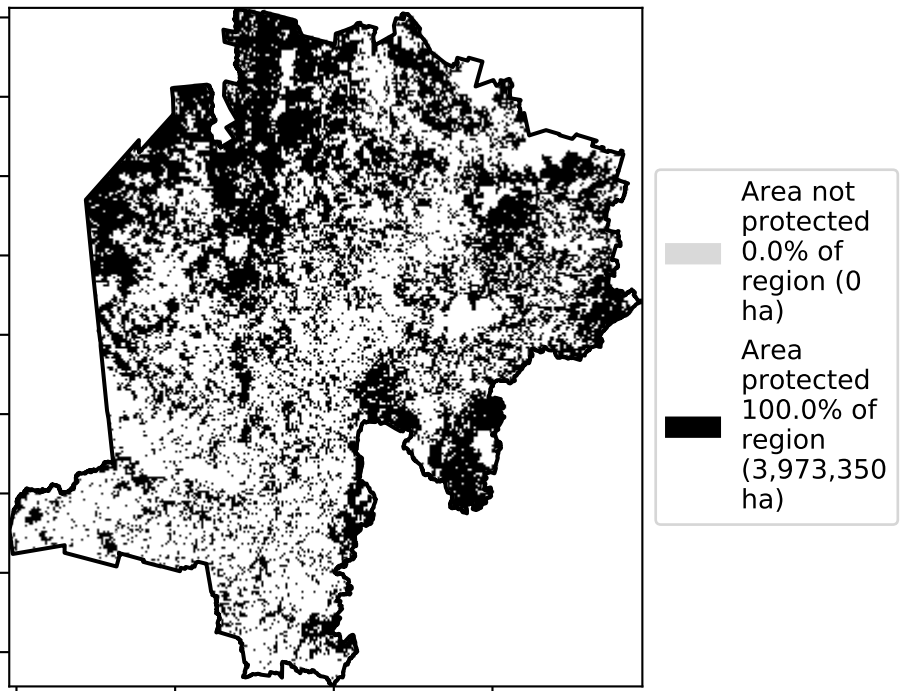 Area not
protected
0.0% of
region (0
ha)
Area
protected
100.0% of
region
(3,973,350
ha)